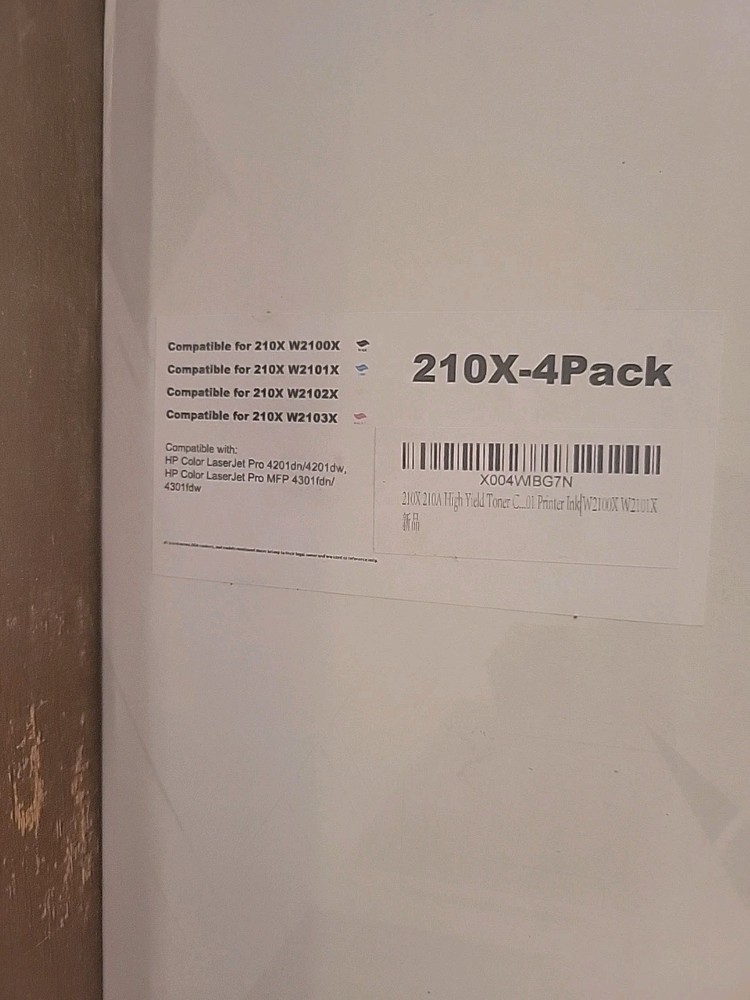 Compatible for 210X W2100X
Compatible for 210X W2101X
Compatible for 210X W2102X
Compatible for 210X W2103X
Compatible with:
HP Color LaserJet Pro 4201dn/4201dw,
HP Color LaserJet Pro MFP 4301fdn/
4301fdw
210X-4Pack
X004WIBG7N
210X 210A High Yield Toner C...01 Printer Ink|W2100X W2101X
新品